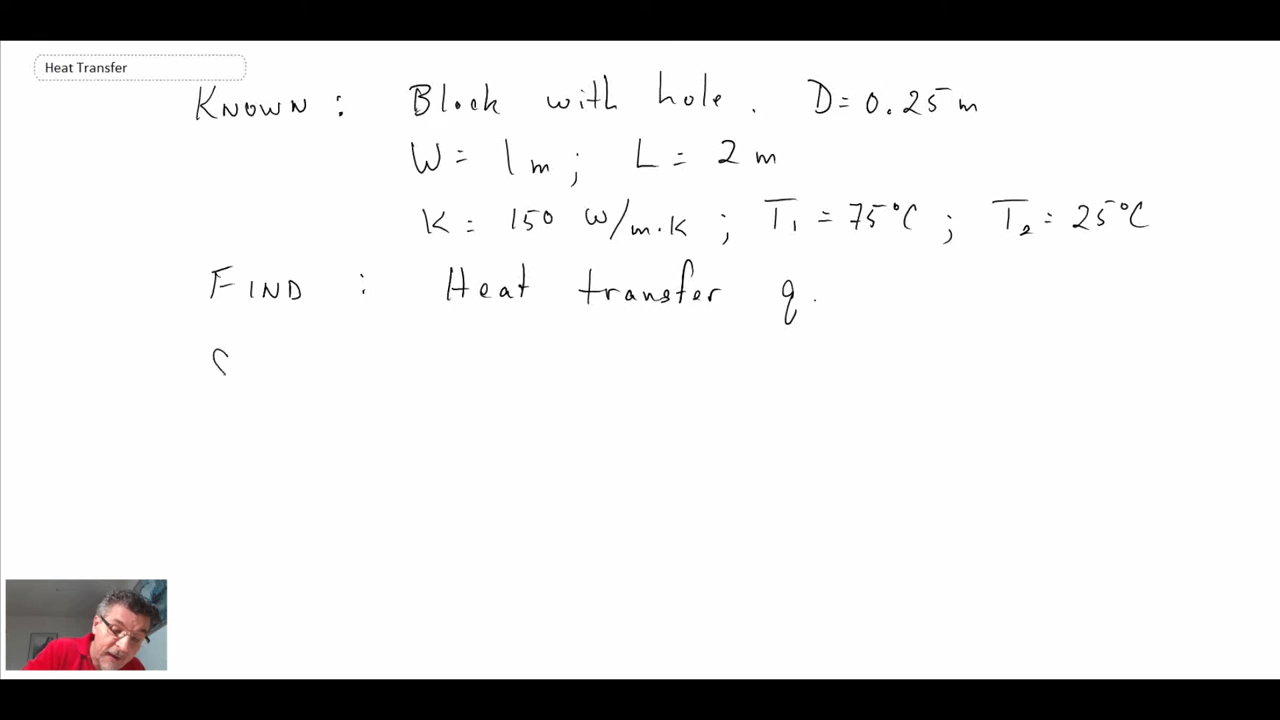 Heat Transfer
KNOWN : Block with hole . D = 0.25 m
W = 1 m ; L = 2 m
K = 150 W/m·K ; T₁ = 75°C ; T₂ = 25°C
FIND : Heat transfer q.